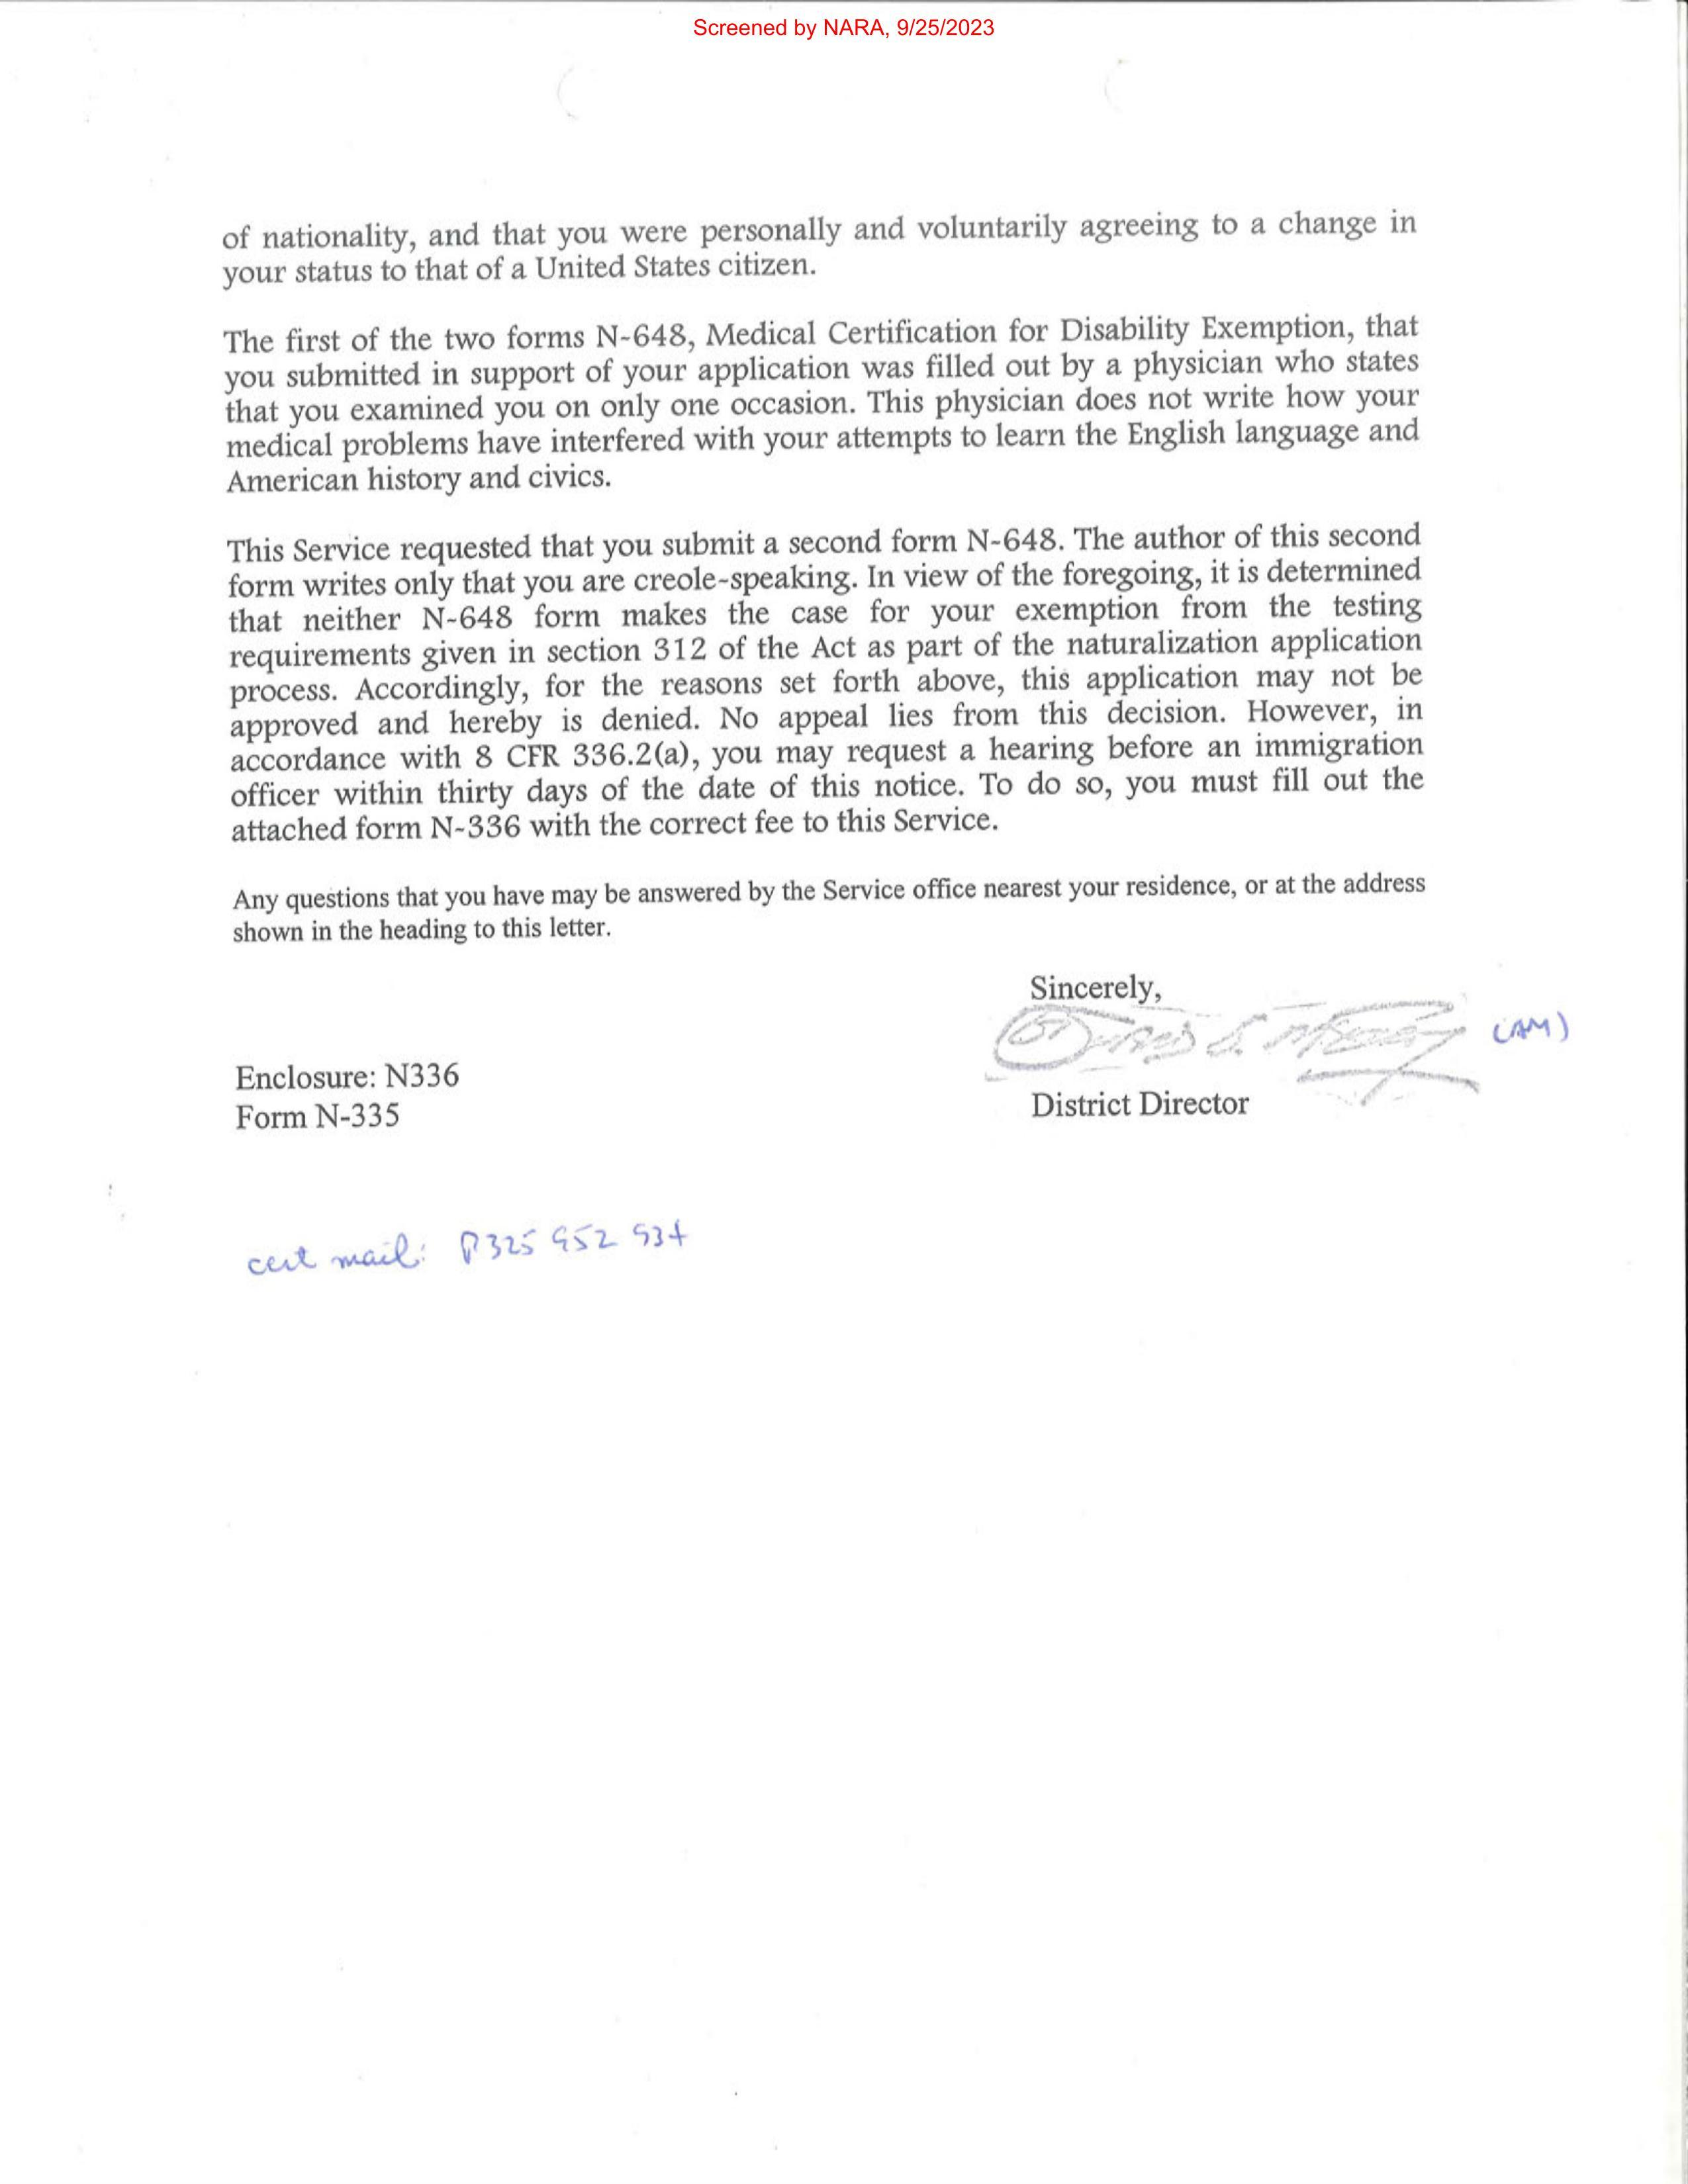 Screened by NARA, 9/25/2023
of nationality, and that you were personally and voluntarily agreeing to a change in
your status to that of a United States citizen.
The first of the two forms N-648, Medical Certification for Disability Exemption, that
you submitted in support of your application was filled out by a physician who states
that you examined you on only one occasion. This physician does not write how your
medical problems have interfered with your attempts to learn the English language and
American history and civics.
This Service requested that you submit a second form N-648. The author of this second
form writes only that you are creole-speaking. In view of the foregoing, it is determined
that neither N-648 form makes the case for your exemption from the testing
requirements given in section 312 of the Act as part of the naturalization application
process. Accordingly, for the reasons set forth above, this application may not be
approved and hereby is denied. No appeal lies from this decision. However, in
accordance with 8 CFR 336.2(a), you may request a hearing before an immigration
officer within thirty days of the date of this notice. To do so, you must fill out the
attached form N-336 with the correct fee to this Service.
Any questions that you have may be answered by the Service office nearest your residence, or at the address
shown in the heading to this letter.
Sincerely,
(AM)
Enclosure: N336
District Director
Form N-335
cert mail: P325 952 934